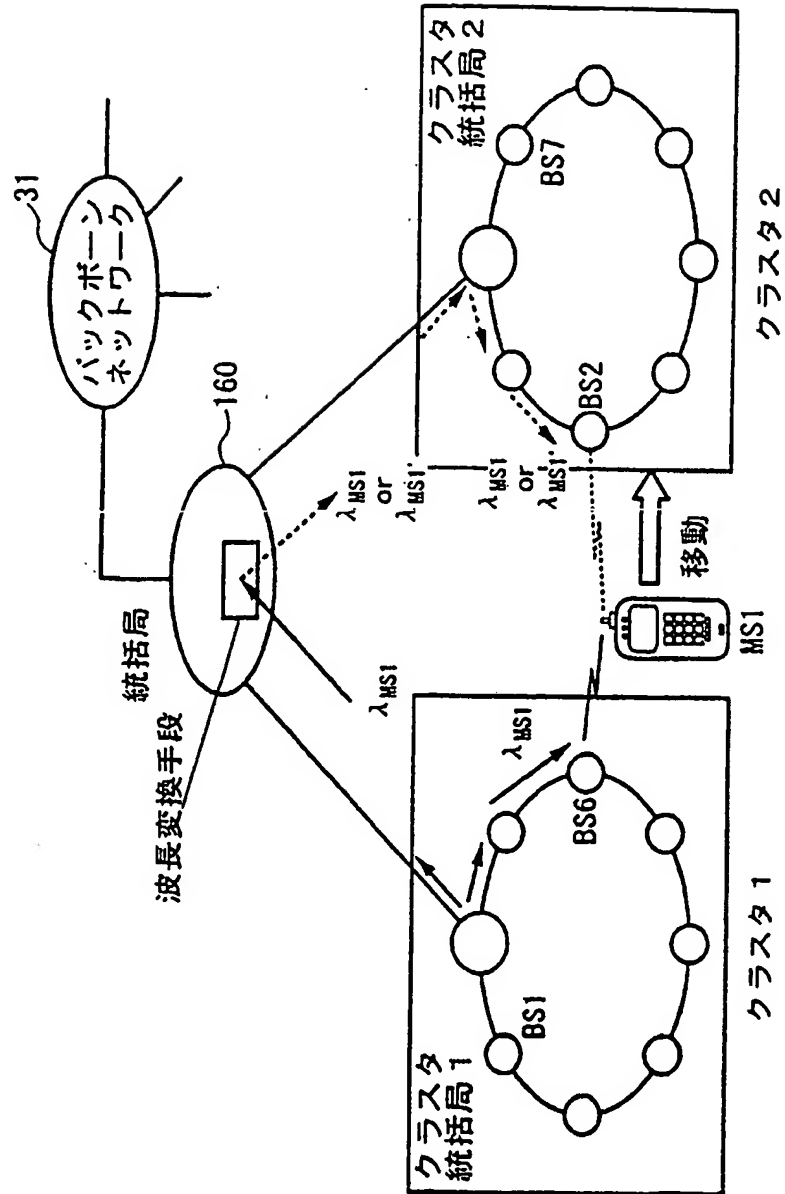 31
バックボーン
ネットワーク
160
統括局
波長変換手段
λMS1
λMS1
or
λMS1'
λMS1
or
λMS1'
クラスタ
統括局1
BS1
BS6
λMS1
クラスタ1
MS1
移動
クラスタ
統括局2
BS7
BS2
クラスタ2